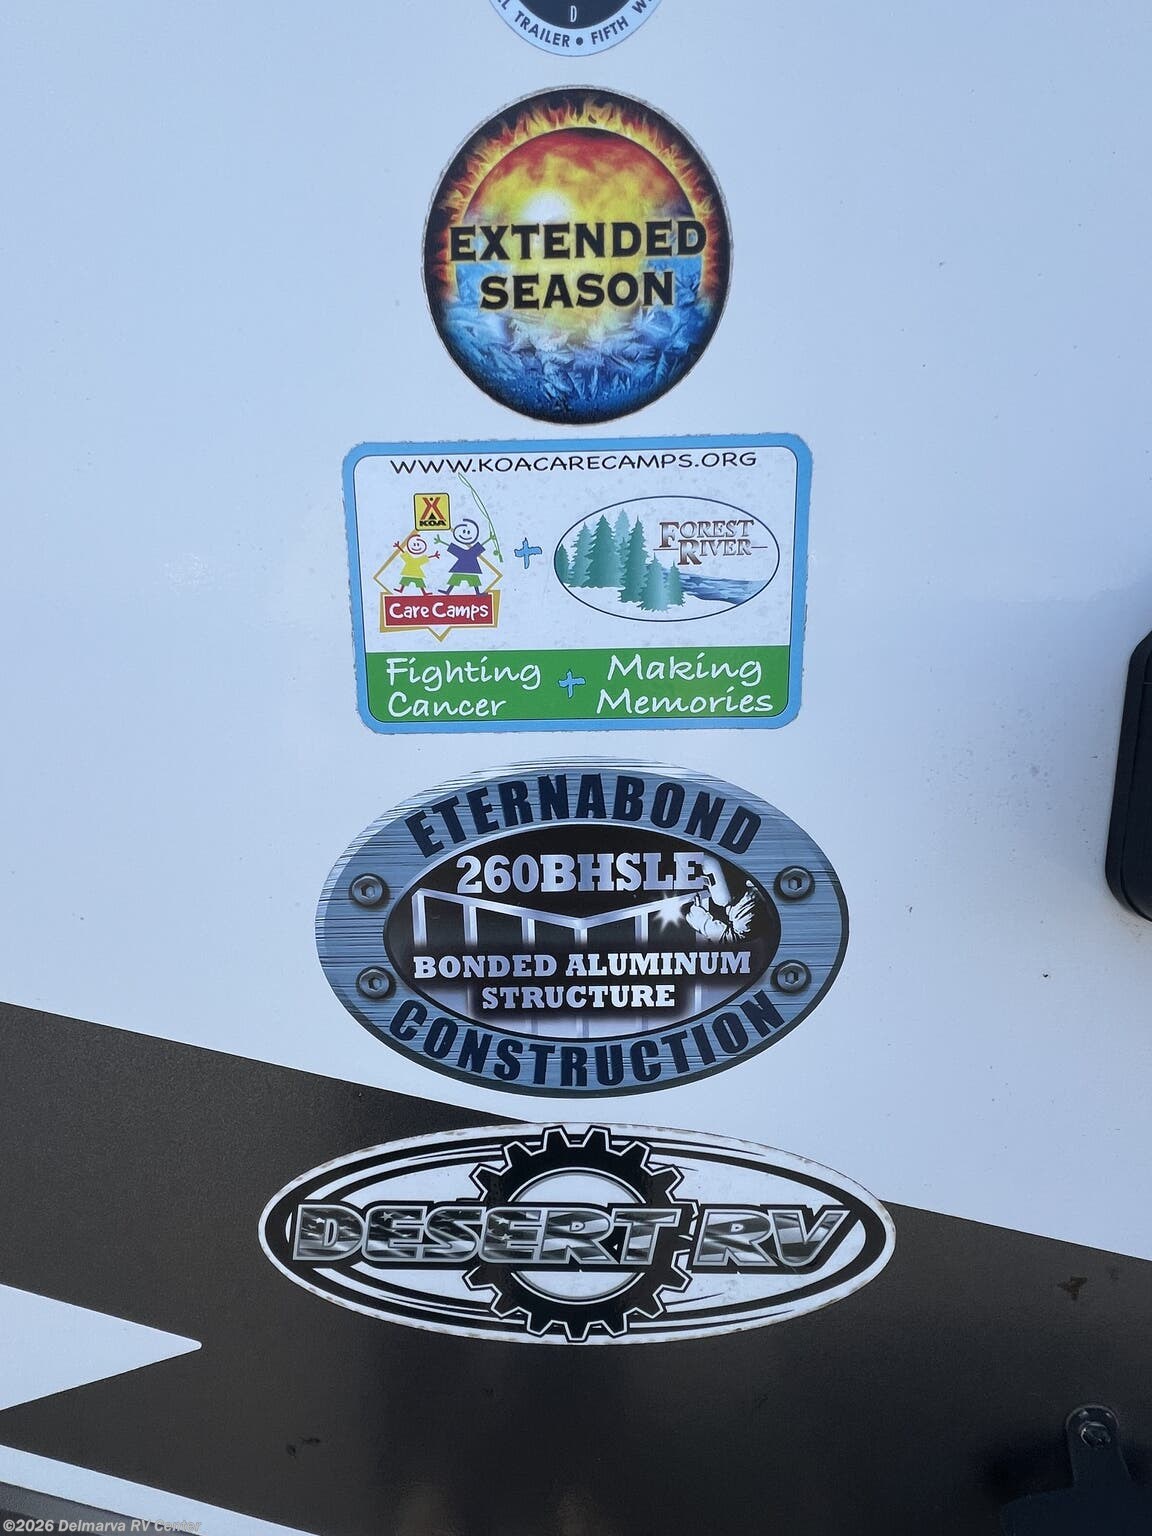 TRAILER • FIFTH
D
EXTENDED
SEASON
WWW.KOACARECAMPS.ORG
KOA
Care Camps
+
FOREST
RIVER
Fighting + Making
Cancer Memories
ETERNABOND
260BHSLE
BONDED ALUMINUM
STRUCTURE
CONSTRUCTION
DESERT RV
©2026 Delmarva RV Center